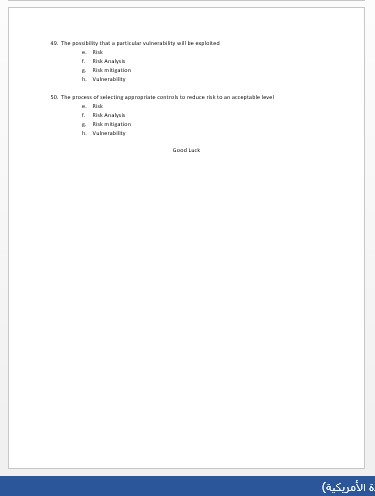 49. The possibility that a particular vulnerability will be exploited
e. Risk
f. Risk Analysis
g. Risk mitigation
h. Vulnerability
50. The process of selecting appropriate controls to reduce risk to an acceptable level
e. Risk
f. Risk Analysis
g. Risk mitigation
h. Vulnerability
Good Luck
ة الأمريكية)